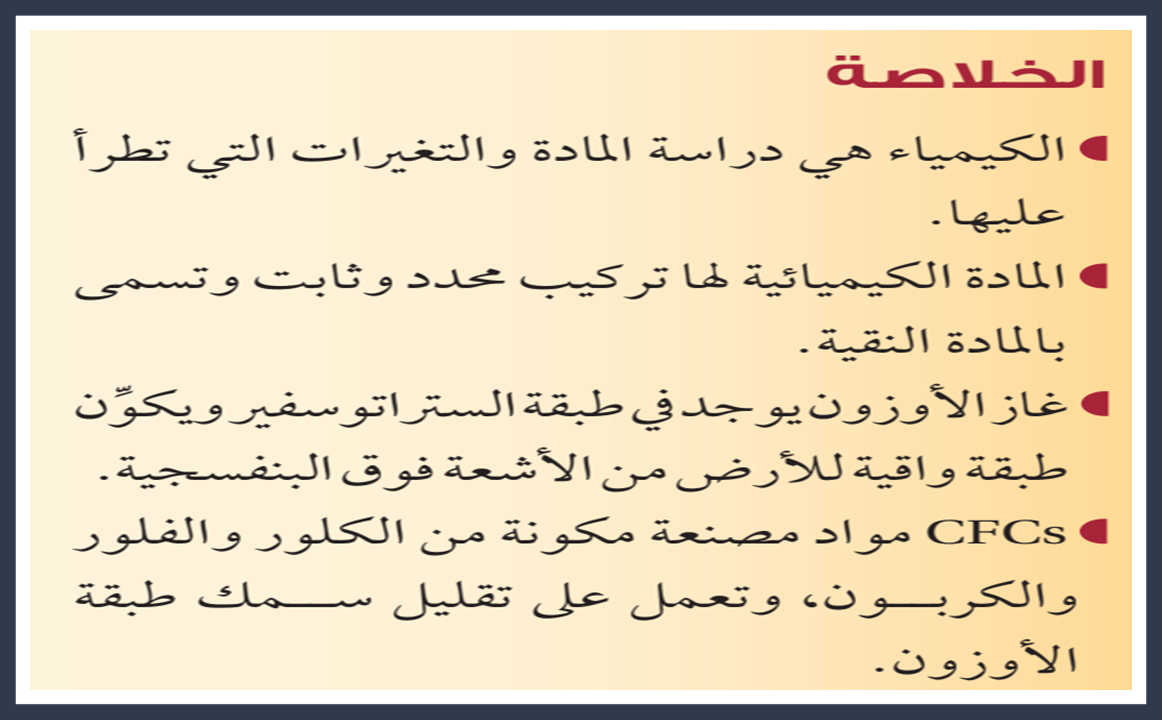 الخلاصة
الكيمياء هي دراسة المادة والتغيرات التي تطرأ
عليها.
المادة الكيميائية لها تركيب محدد وثابت وتسمى
بالمادة النقية.
غاز الأوزون يوجد في طبقة الستراتوسفير ويكوِّن
طبقة واقية للأرض من الأشعة فوق البنفسجية.
CFCs مواد مصنعة مكونة من الكلور والفلور
والكربــون، وتعمل على تقليل ســمك طبقة
الأوزون.